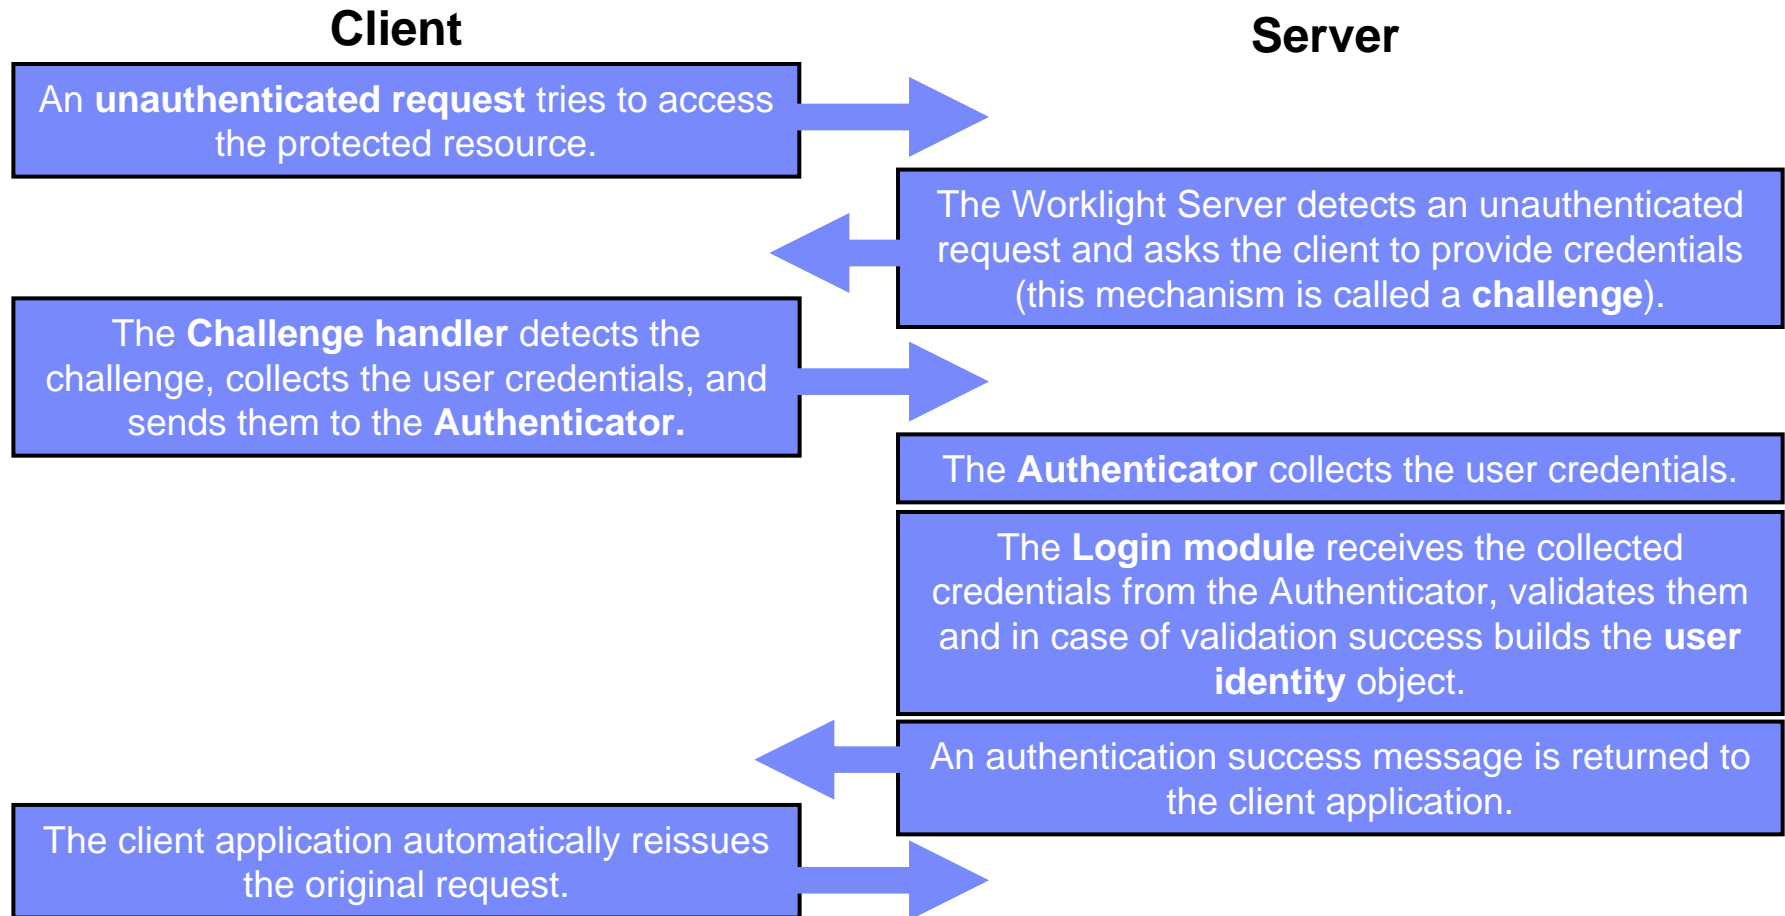 Client
Server
An unauthenticated request tries to access
the protected resource.
The Worklight Server detects an unauthenticated
request and asks the client to provide credentials
(this mechanism is called a challenge).
The Challenge handler detects the
challenge, collects the user credentials, and
sends them to the Authenticator.
The Authenticator collects the user credentials.
The Login module receives the collected
credentials from the Authenticator, validates them
and in case of validation success builds the user
identity object.
An authentication success message is returned to
the client application.
The client application automatically reissues
the original request.